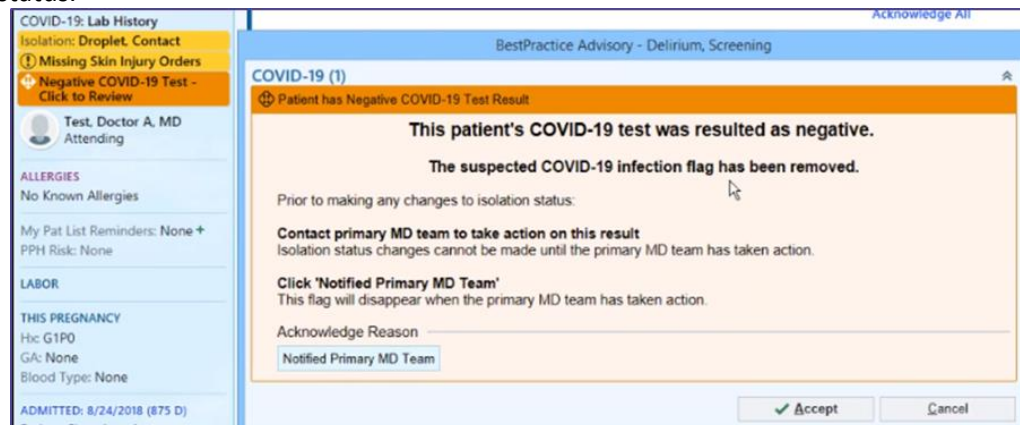 status.
COVID-19: Lab History
Isolation: Droplet, Contact
Missing Skin Injury Orders
Negative COVID-19 Test -
Click to Review
Test, Doctor A, MD
Attending
ALLERGIES
No Known Allergies
My Pat List Reminders: None +
PPH Risk: None
LABOR
THIS PREGNANCY
Hx: G1P0
GA: None
Blood Type: None
ADMITTED: 8/24/2018 (875 D)
Acknowledge All
BestPractice Advisory - Delirium, Screening
COVID-19 (1)
Patient has Negative COVID-19 Test Result
This patient's COVID-19 test was resulted as negative.
The suspected COVID-19 infection flag has been removed.
Prior to making any changes to isolation status:
Contact primary MD team to take action on this result
Isolation status changes cannot be made until the primary MD team has taken action.
Click 'Notified Primary MD Team'
This flag will disappear when the primary MD team has taken action.
Acknowledge Reason
Notified Primary MD Team
Accept
Cancel